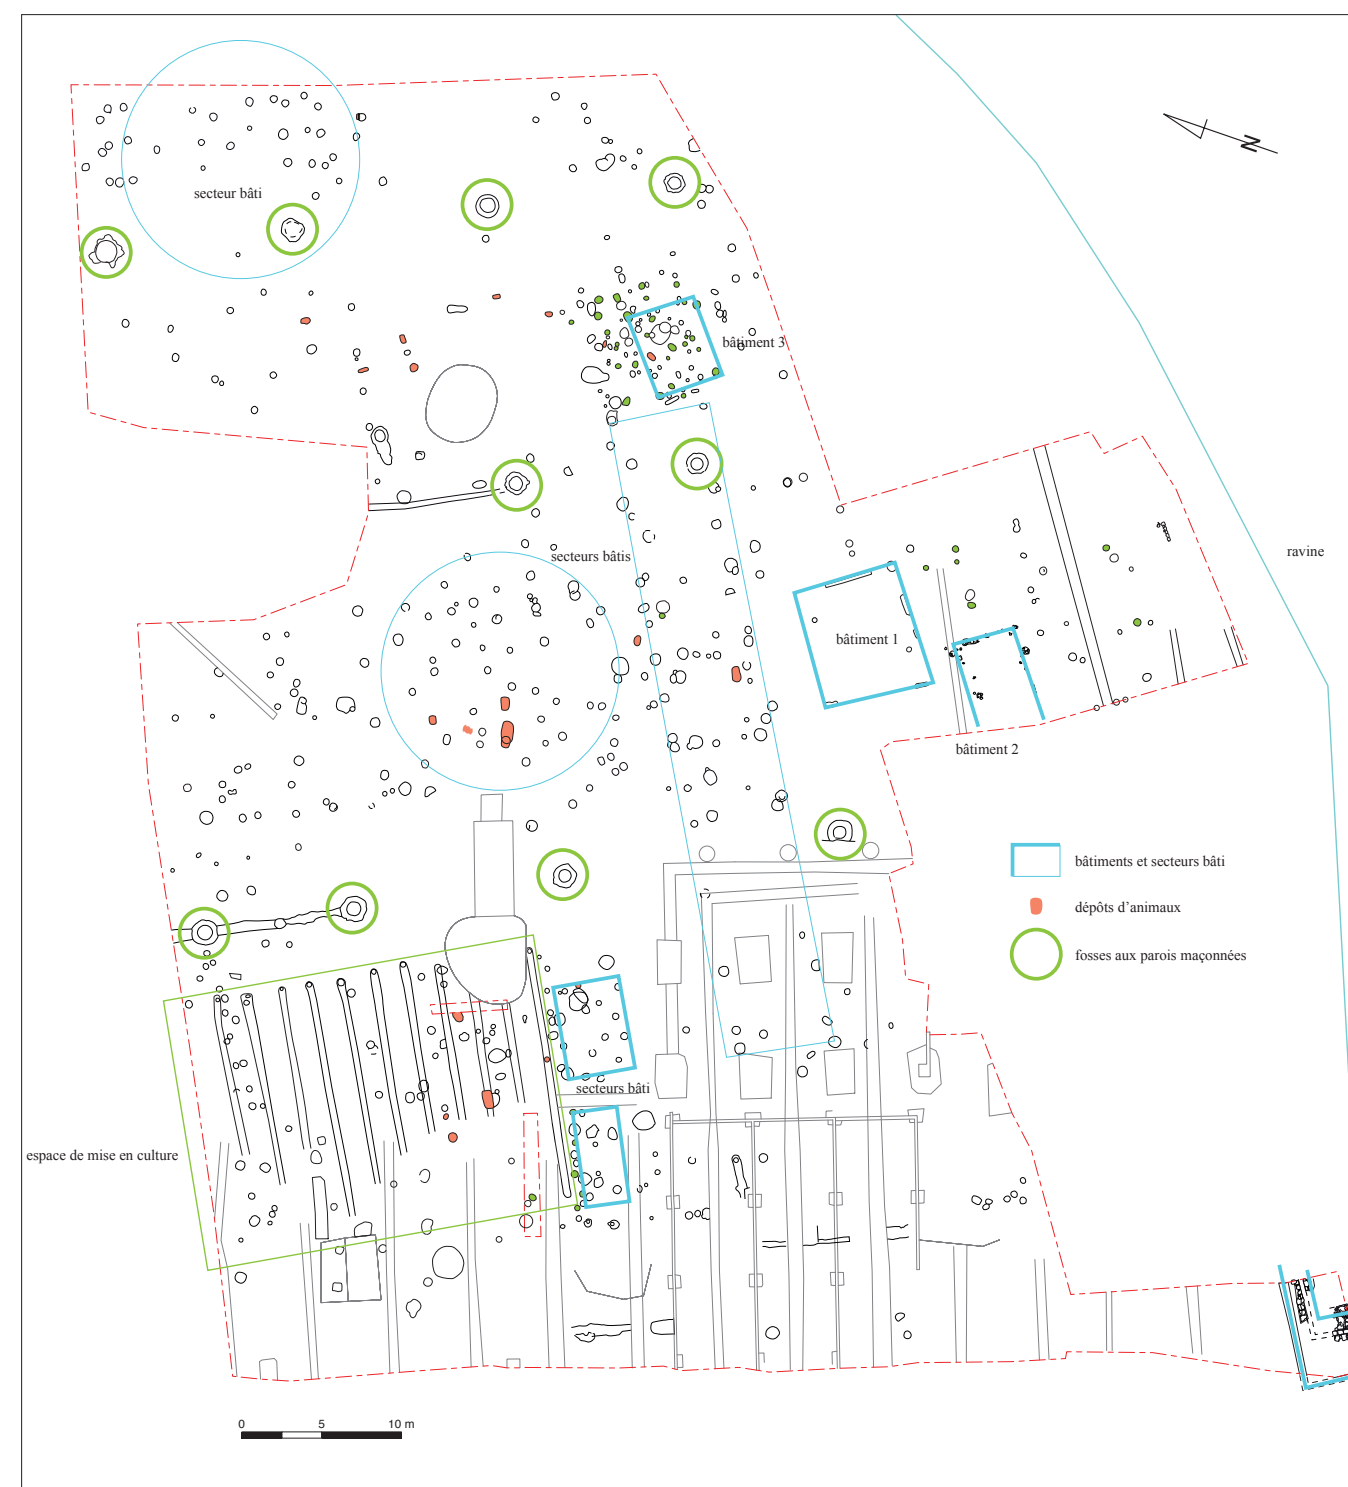 N
secteur bâti
bâtiment 3
secteurs bâtis
ravine
bâtiment 1
bâtiment 2
bâtiments et secteurs bâti
dépôts d'animaux
fosses aux parois maçonnées
secteurs bâti
espace de mise en culture
0 5 10 m